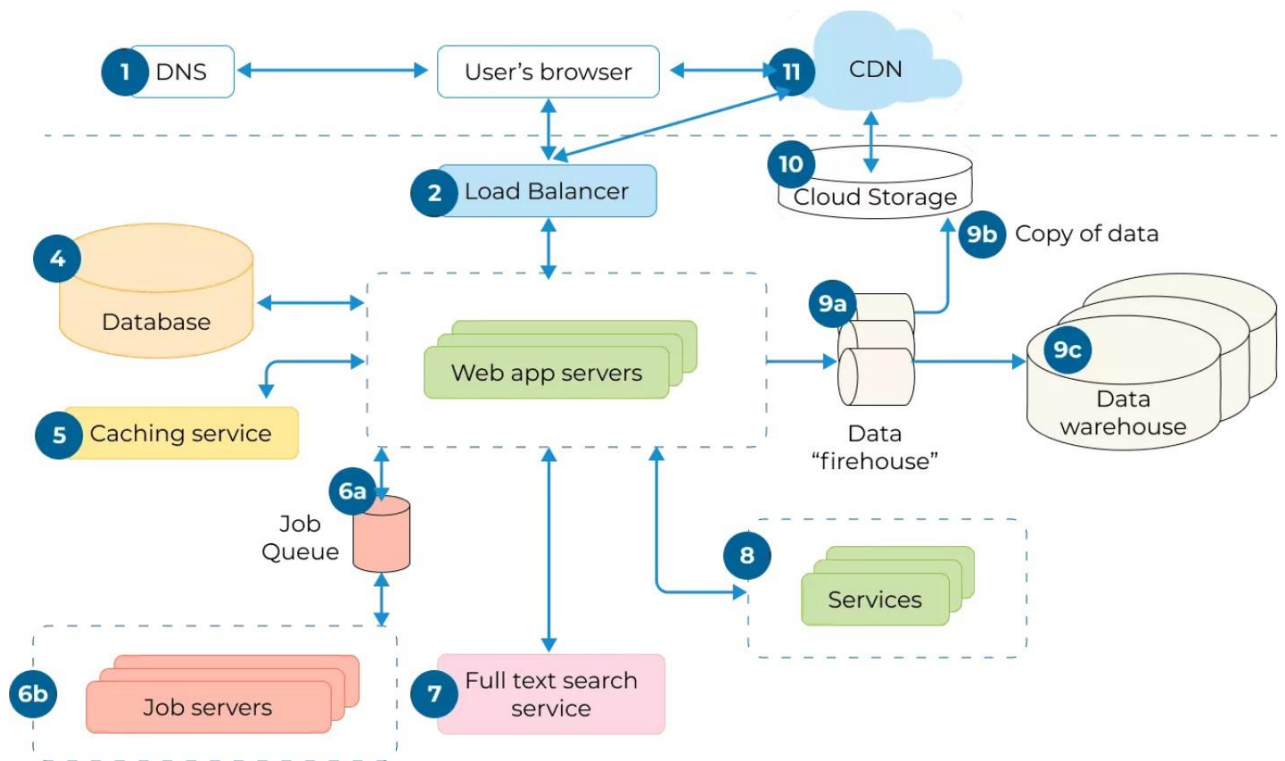 1 DNS
User's browser
11
CDN
2 Load Balancer
10
Cloud Storage
9b Copy of data
4
Database
9a
Web app servers
9c
Data
warehouse
5 Caching service
Data
“firehouse”
6a
Job
Queue
8
Services
6b
Job servers
7
Full text search
service